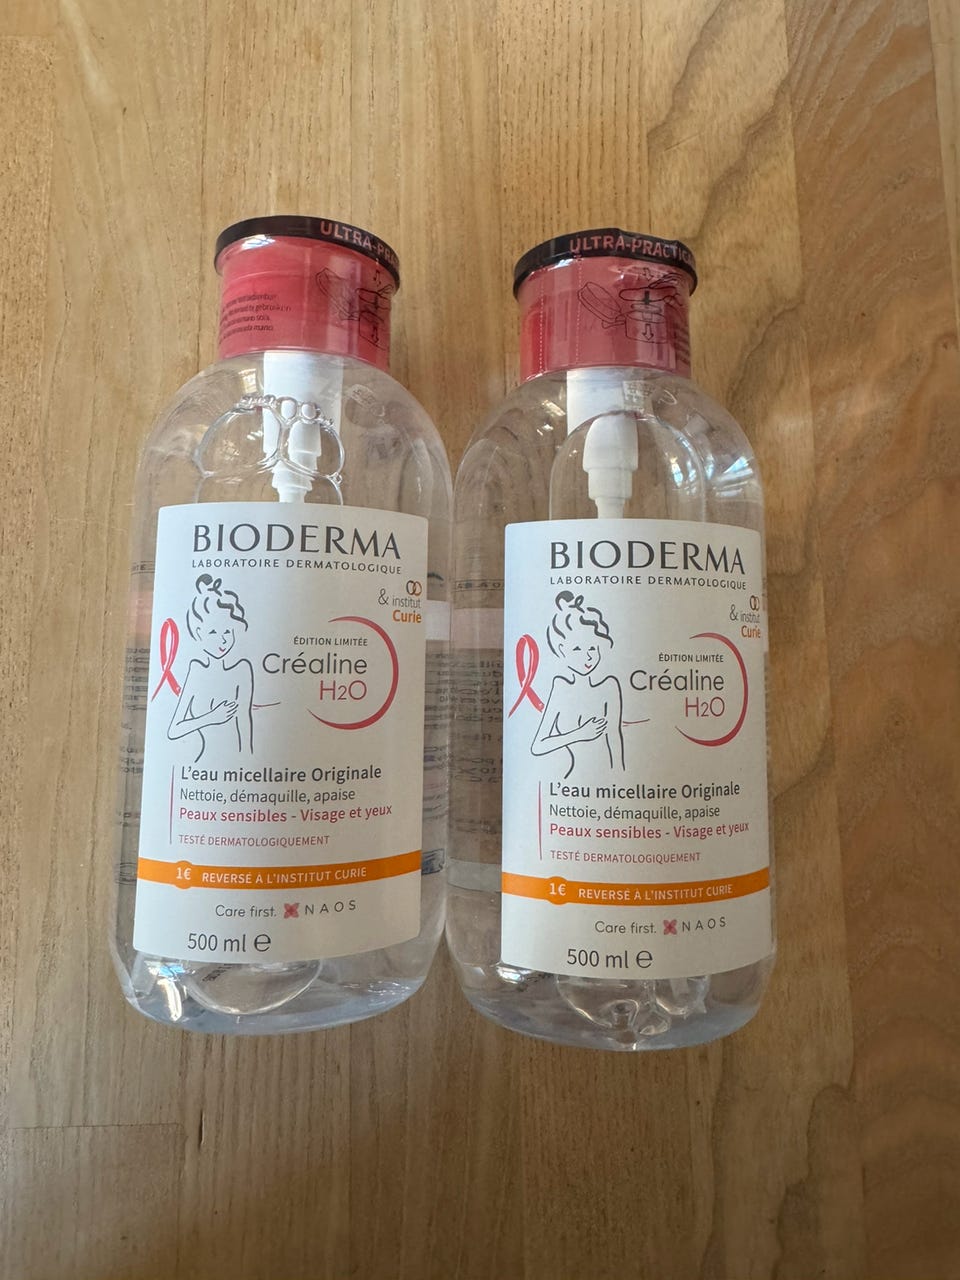 ULTRA-PRA
BIODERMA
LABORATOIRE DERMATOLOGIQUE
& institut
Curie
ÉDITION LIMITÉE
Créaline
H2O
L'eau micellaire Originale
Nettoie, démaquille, apaise
Peaux sensibles - Visage et yeux
TESTÉ DERMATOLOGIQUEMENT
1€ REVERSÉ À L'INSTITUT CURIE
Care first. NAOS
500 ml ℮
ULTRA-PRACTICA
BIODERMA
LABORATOIRE DERMATOLOGIQUE
& institut
Curie
ÉDITION LIMITÉE
Créaline
H2O
L'eau micellaire Originale
Nettoie, démaquille, apaise
Peaux sensibles - Visage et yeux
TESTÉ DERMATOLOGIQUEMENT
1€ REVERSÉ À L'INSTITUT CURIE
Care first. NAOS
500 ml ℮